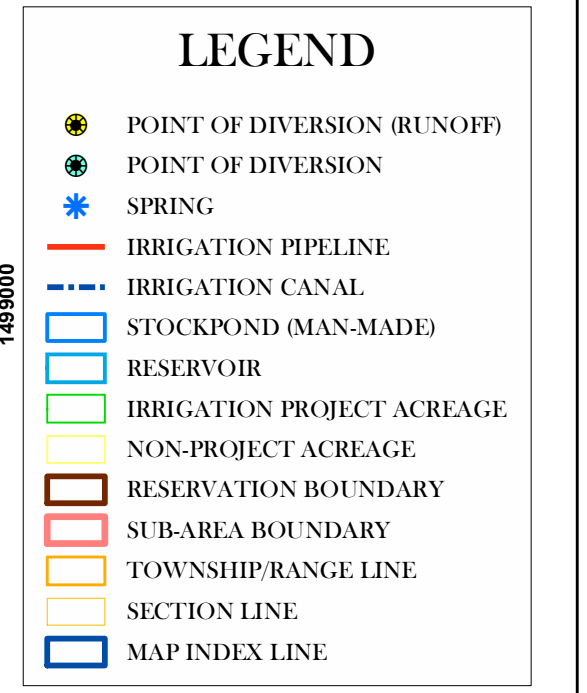 LEGEND
POINT OF DIVERSION (RUNOFF)
POINT OF DIVERSION
SPRING
IRRIGATION PIPELINE
IRRIGATION CANAL
1499000
STOCKPOND (MAN-MADE)
RESERVOIR
IRRIGATION PROJECT ACREAGE
NON-PROJECT ACREAGE
RESERVATION BOUNDARY
SUB-AREA BOUNDARY
TOWNSHIP/RANGE LINE
SECTION LINE
MAP INDEX LINE